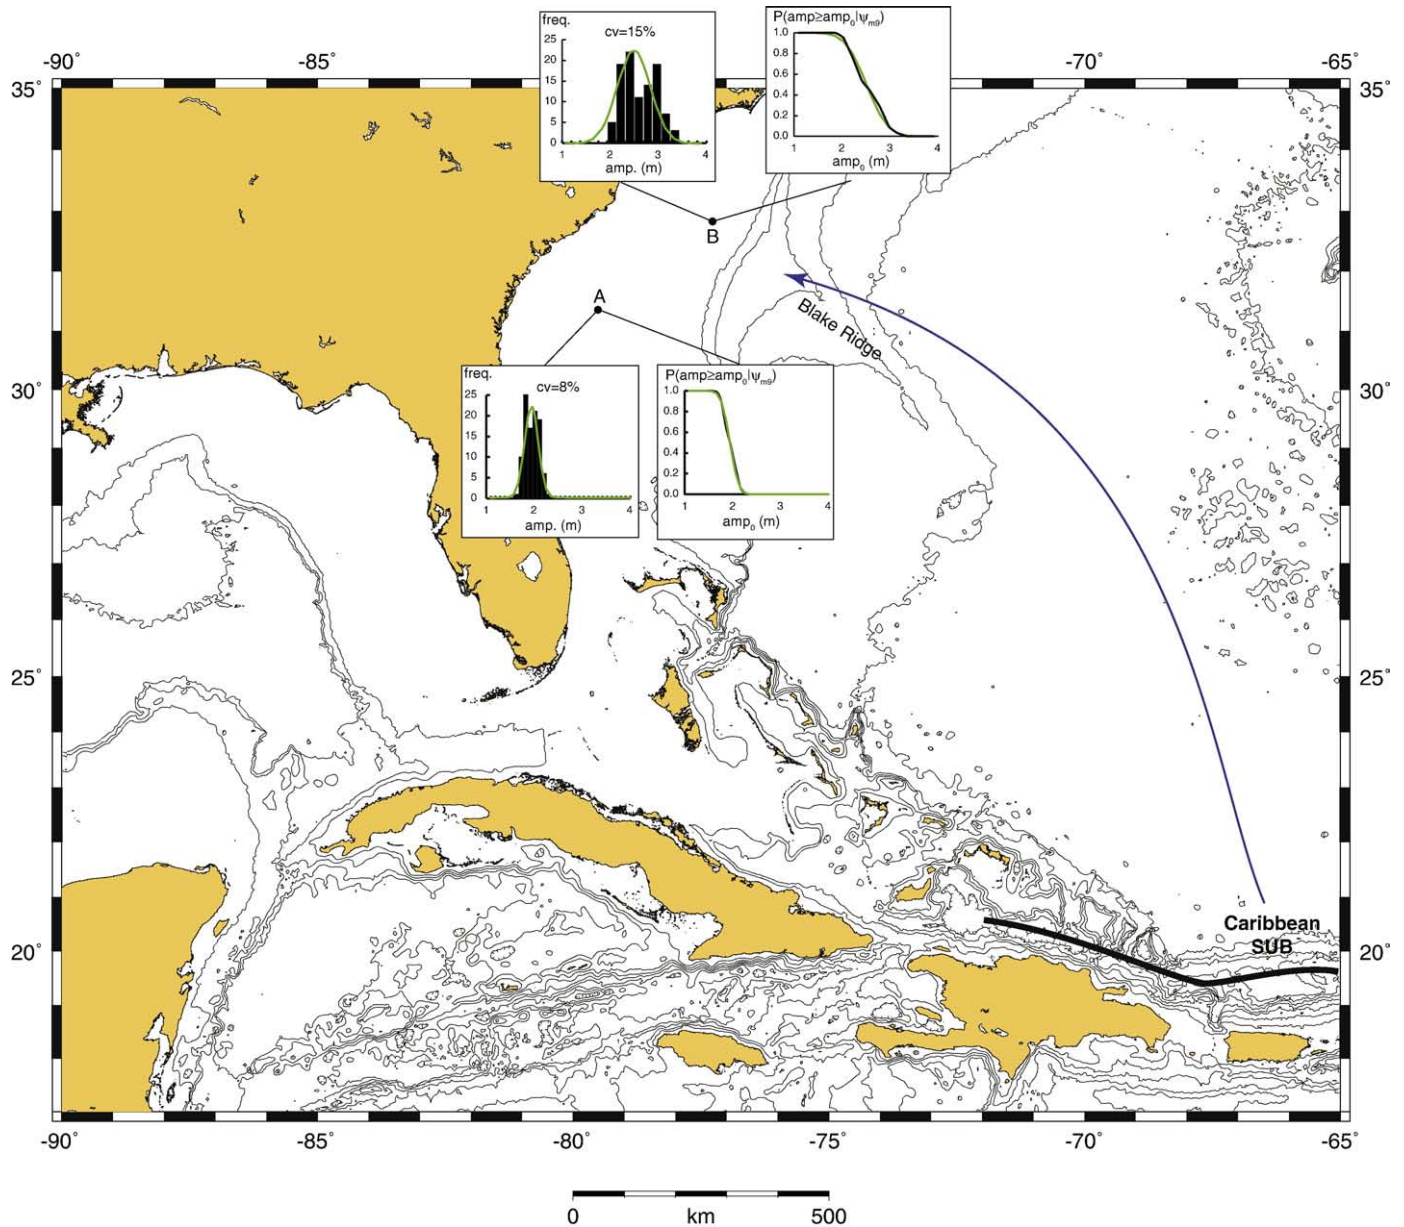 freq.
cv=15%
25
20
15
10
5
0
1 2 3 4
amp. (m)
P(amp≥amp₀|ψm9)
1.0
0.8
0.6
0.4
0.2
0.0
1 2 3 4
amp₀ (m)
-90˚ -85˚ -70˚ -65˚
35˚ 35˚
B
A
Blake Ridge
freq.
cv=8%
25
20
15
10
5
0
1 2 3 4
amp. (m)
P(amp≥amp₀|ψm9)
1.0
0.8
0.6
0.4
0.2
0.0
1 2 3 4
amp₀ (m)
30˚ 30˚
25˚ 25˚
Caribbean
SUB
20˚ 20˚
-90˚ -85˚ -80˚ -75˚ -70˚ -65˚
0 km 500